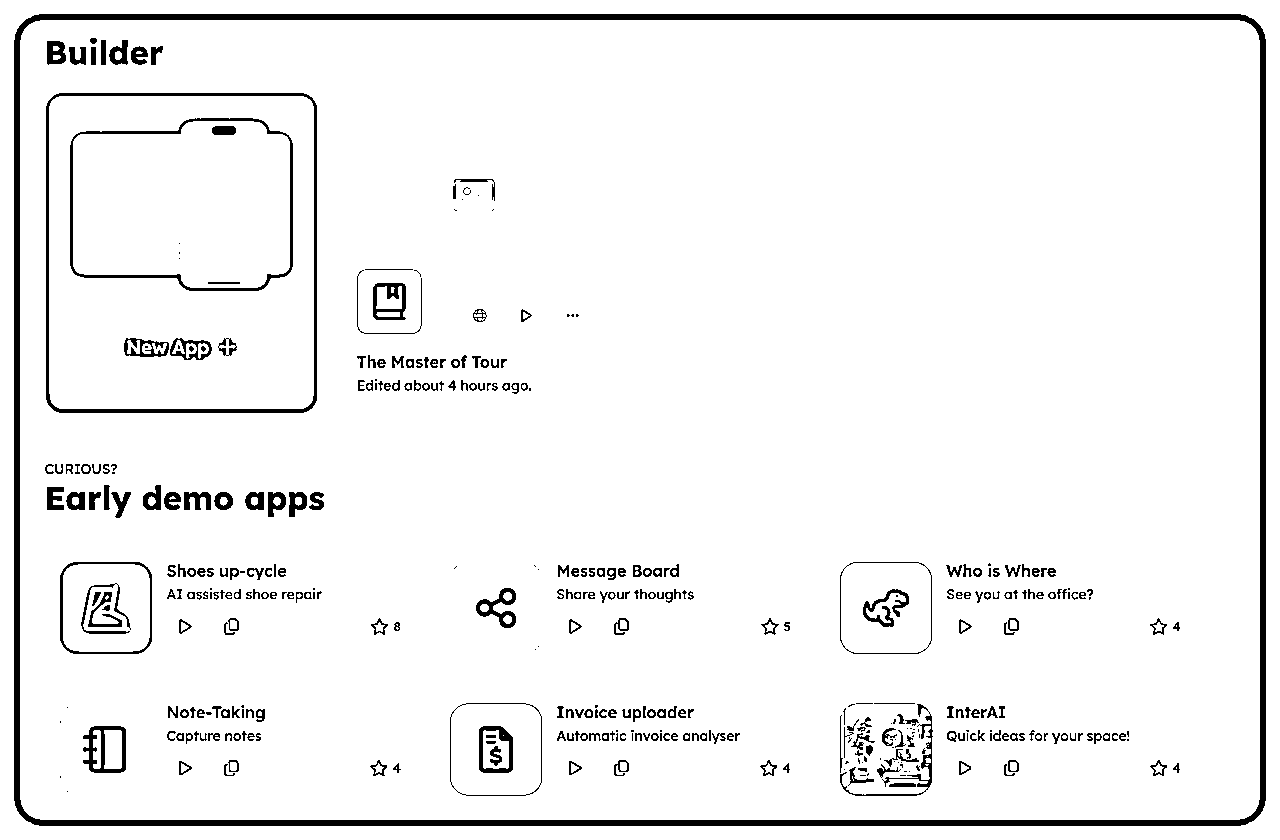 Builder
New App +
The Master of Tour
Edited about 4 hours ago.
CURIOUS?
Early demo apps
Shoes up-cycle
AI assisted shoe repair
8
Message Board
Share your thoughts
5
Who is Where
See you at the office?
4
Note-Taking
Capture notes
4
Invoice uploader
Automatic invoice analyser
4
InterAI
Quick ideas for your space!
4